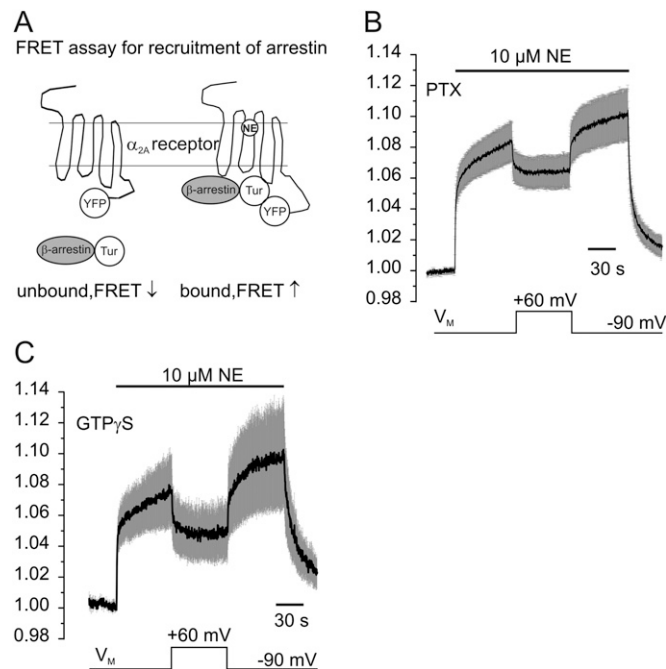 A
FRET assay for recruitment of arrestin
NE
α2A receptor
β-arrestin Tur
YFP
YFP
β-arrestin Tur
unbound,FRET ↓ bound,FRET ↑
B
10 µM NE
PTX
1.14
1.12
1.10
1.08
1.06
1.04
1.02
1.00
0.98
30 s
+60 mV
VM
-90 mV
C
10 µM NE
GTPγS
1.14
1.12
1.10
1.08
1.06
1.04
1.02
1.00
0.98
30 s
+60 mV
VM
-90 mV